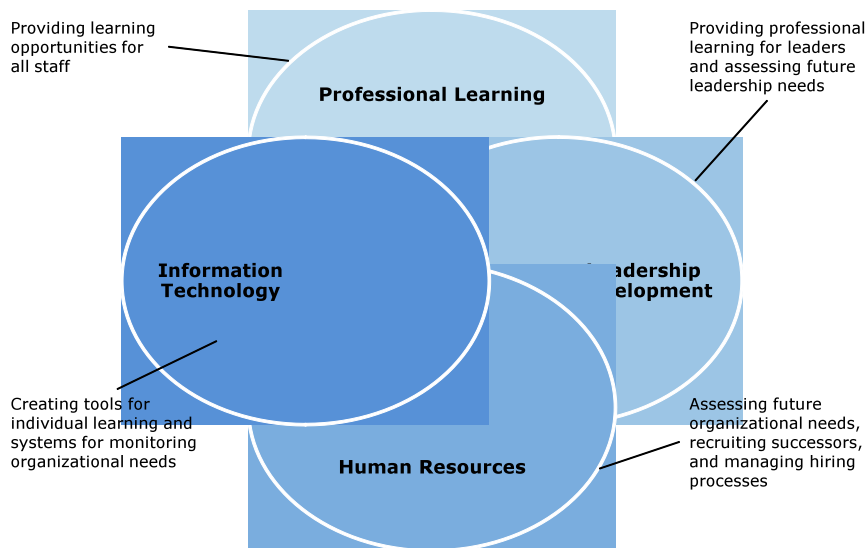 Providing learning
opportunities for
all staff
Providing professional
learning for leaders
and assessing future
leadership needs
Professional Learning
Information
Technology
adership
elopment
Creating tools for
individual learning and
systems for monitoring
organizational needs
Human Resources
Assessing future
organizational needs,
recruiting successors,
and managing hiring
processes